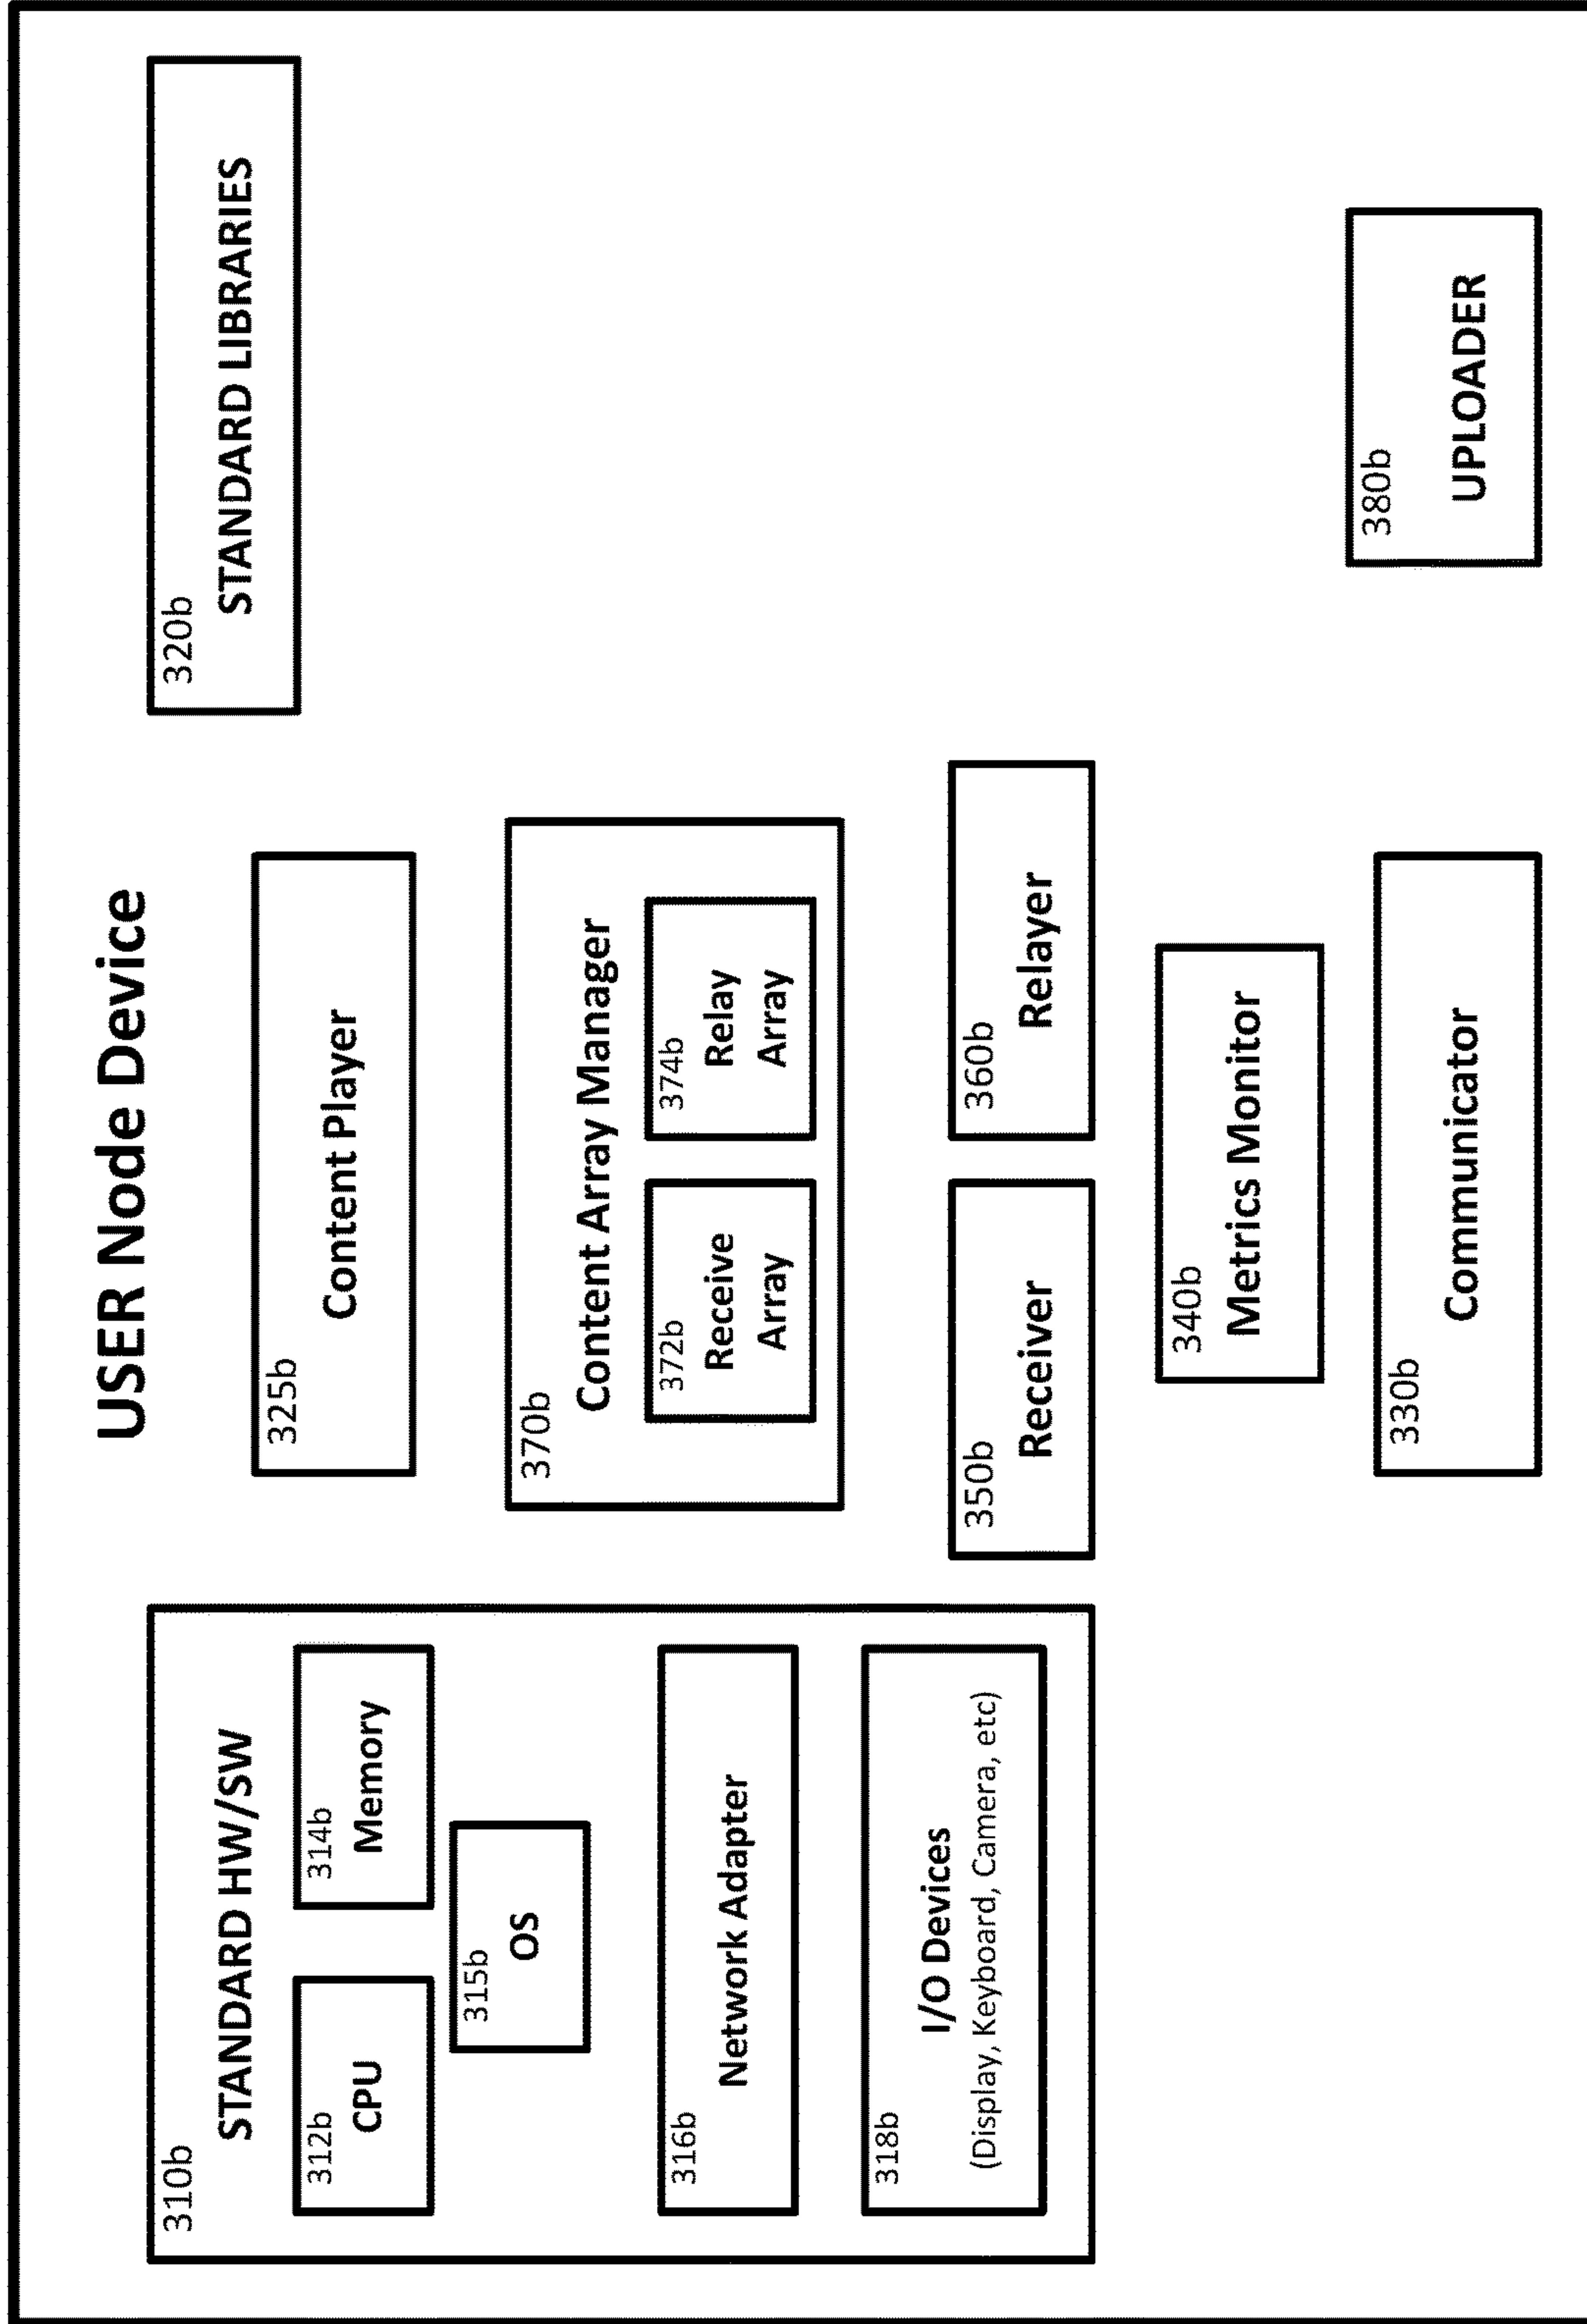 USER Node Device
310b
STANDARD HW/SW
312b
CPU
314b
Memory
315b
OS
316b
Network Adapter
318b
I/O Devices
(Display, Keyboard, Camera, etc)
325b
Content Player
370b
Content Array Manager
372b
Receive
Array
374b
Relay
Array
350b
Receiver
360b
Relayer
340b
Metrics Monitor
330b
Communicator
320b
STANDARD LIBRARIES
380b
UPLOADER